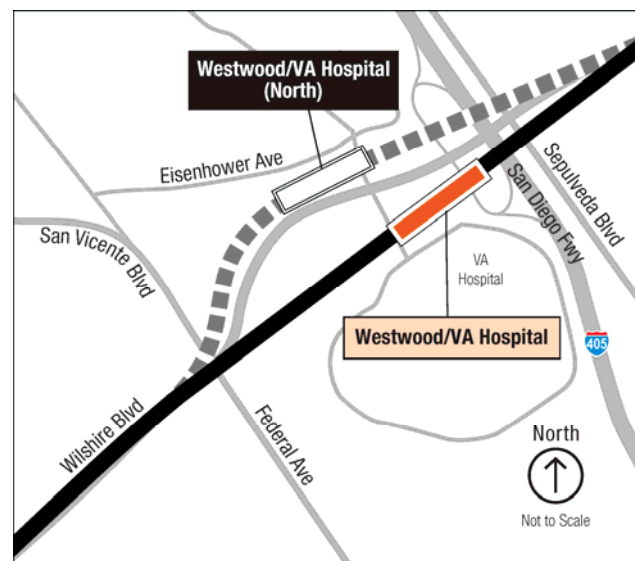 Westwood/VA Hospital
(North)
Eisenhower Ave
San Vicente Blvd
Sepulveda Blvd
San Diego Fwy
VA
Hospital
Westwood/VA Hospital
405
Wilshire Blvd
Federal Ave
North
Not to Scale